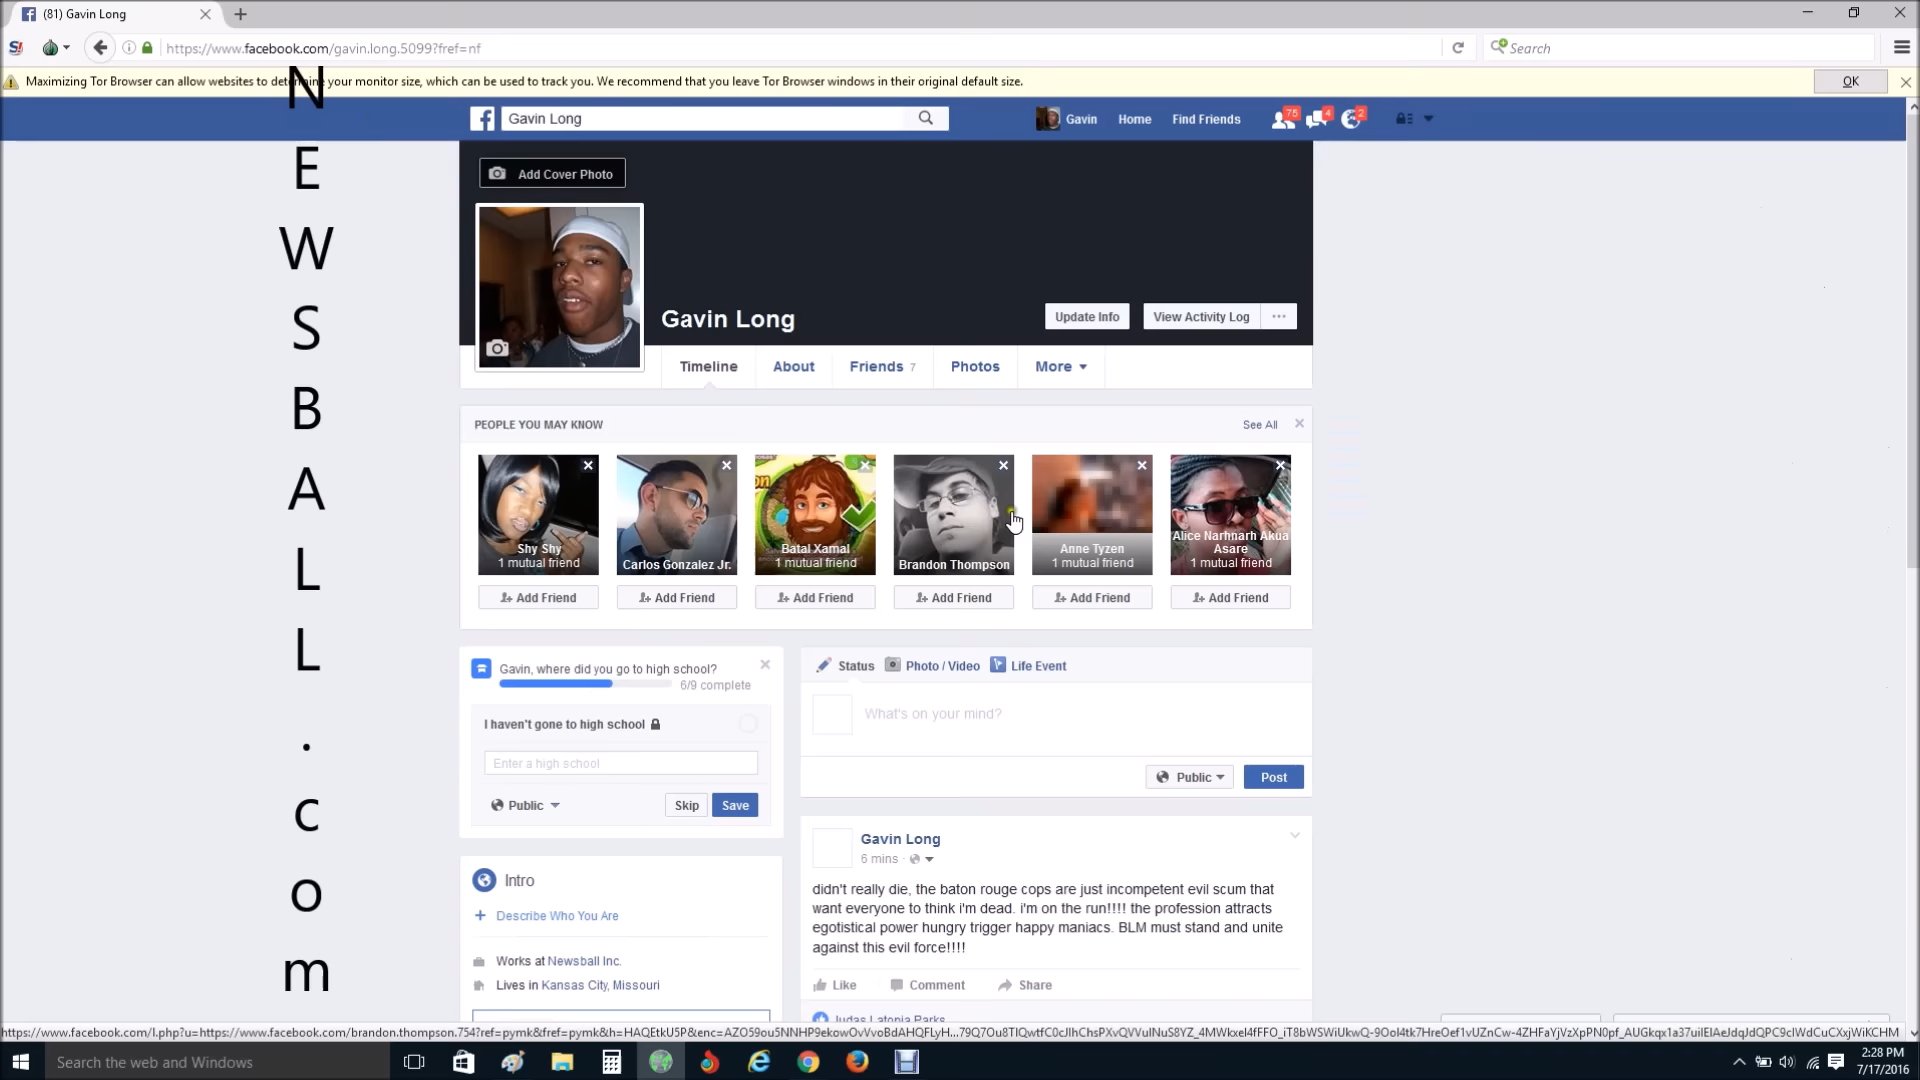 (81) Gavin Long
https://www.facebook.com/gavin.long.5099?fref=nf
Search
Maximizing Tor Browser can allow websites to determine your monitor size, which can be used to track you. We recommend that you leave Tor Browser windows in their original default size.
OK
N
E
W
S
B
A
L
L
.
c
o
m
Gavin Long
Gavin
Home
Find Friends
75
4
2
Add Cover Photo
Gavin Long
Update Info
View Activity Log
Timeline
About
Friends 7
Photos
More
PEOPLE YOU MAY KNOW
See All
Shy Shy
1 mutual friend
Carlos Gonzalez Jr.
Batal Xamal
1 mutual friend
Brandon Thompson
Anne Tyzen
1 mutual friend
Alice Narhnarh Akua
Asare
1 mutual friend
Add Friend
Add Friend
Add Friend
Add Friend
Add Friend
Add Friend
Gavin, where did you go to high school?
6/9 complete
I haven't gone to high school
Enter a high school
Public
Skip
Save
Status
Photo / Video
Life Event
What's on your mind?
Public
Post
Intro
Describe Who You Are
Works at Newsball Inc.
Lives in Kansas City, Missouri
Gavin Long
6 mins
didn't really die, the baton rouge cops are just incompetent evil scum that
want everyone to think i'm dead. i'm on the run!!!! the profession attracts
egotistical power hungry trigger happy maniacs. BLM must stand and unite
against this evil force!!!!
Like
Comment
Share
Judas Latonia Parks
Search the web and Windows
2:28 PM
7/17/2016